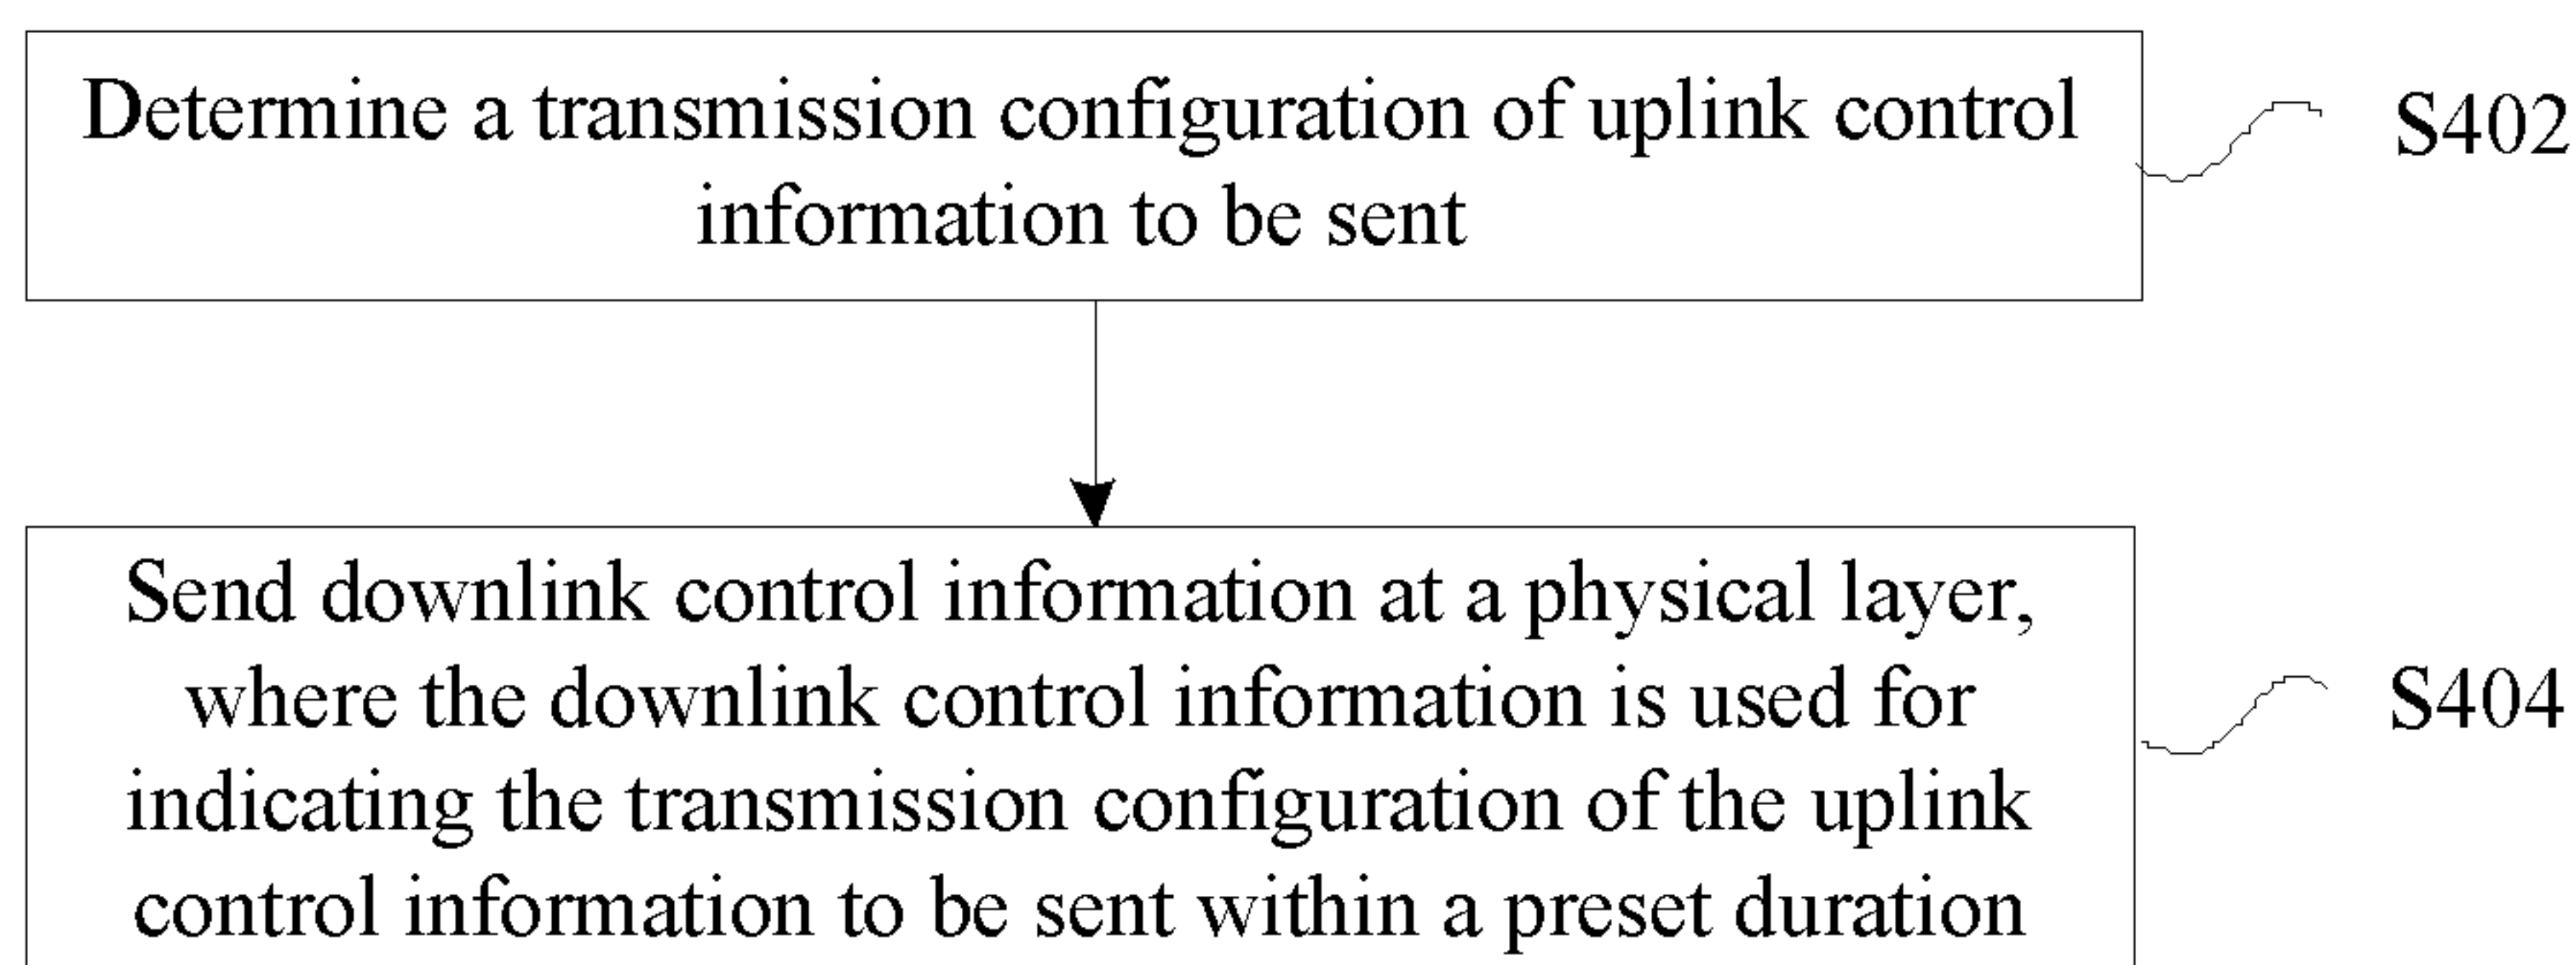 Determine a transmission configuration of uplink control
information to be sent
S402
Send downlink control information at a physical layer,
where the downlink control information is used for
indicating the transmission configuration of the uplink
control information to be sent within a preset duration
S404